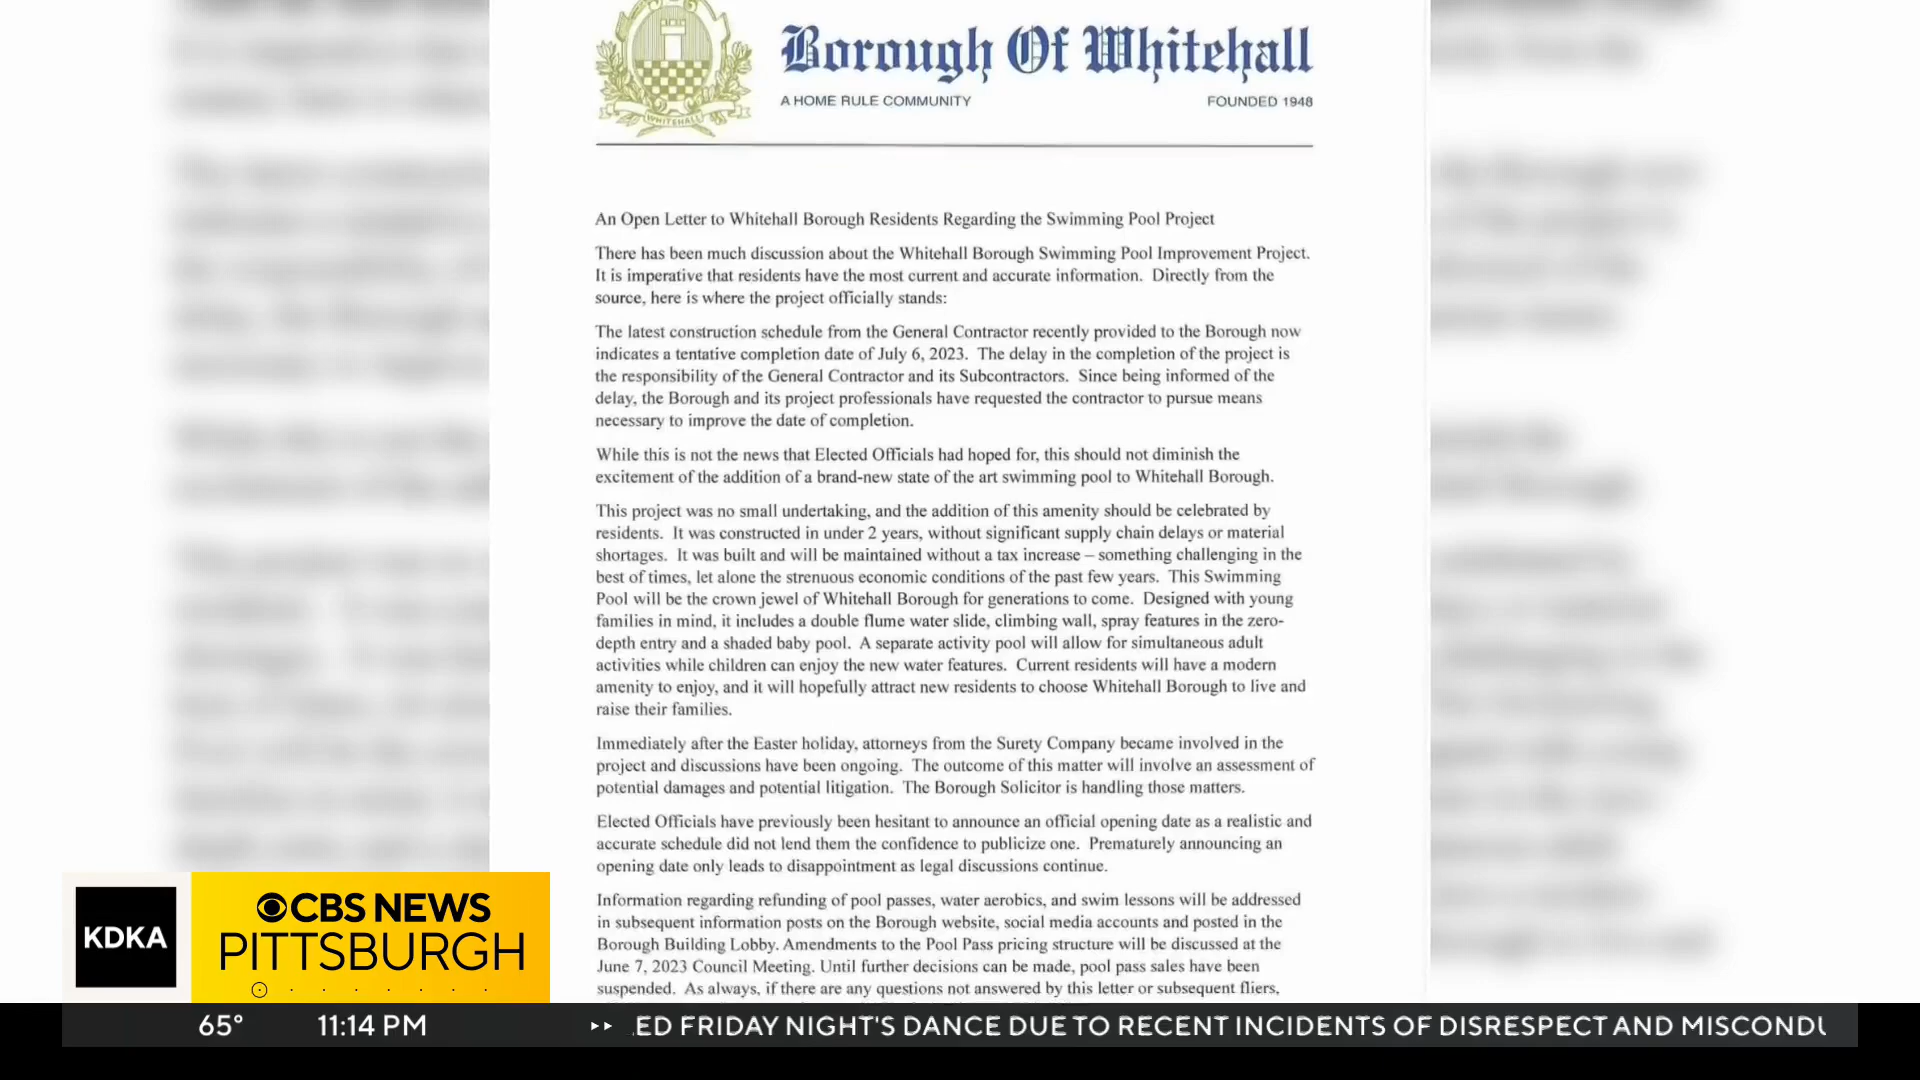 WHITEHALL
Borough Of Whitehall
A HOME RULE COMMUNITY
FOUNDED 1948
An Open Letter to Whitehall Borough Residents Regarding the Swimming Pool Project
There has been much discussion about the Whitehall Borough Swimming Pool Improvement Project.
It is imperative that residents have the most current and accurate information.  Directly from the
source, here is where the project officially stands:
The latest construction schedule from the General Contractor recently provided to the Borough now
indicates a tentative completion date of July 6, 2023.  The delay in the completion of the project is
the responsibility of the General Contractor and its Subcontractors.  Since being informed of the
delay, the Borough and its project professionals have requested the contractor to pursue means
necessary to improve the date of completion.
While this is not the news that Elected Officials had hoped for, this should not diminish the
excitement of the addition of a brand-new state of the art swimming pool to Whitehall Borough.
This project was no small undertaking, and the addition of this amenity should be celebrated by
residents.  It was constructed in under 2 years, without significant supply chain delays or material
shortages.  It was built and will be maintained without a tax increase – something challenging in the
best of times, let alone the strenuous economic conditions of the past few years.  This Swimming
Pool will be the crown jewel of Whitehall Borough for generations to come.  Designed with young
families in mind, it includes a double flume water slide, climbing wall, spray features in the zero-
depth entry and a shaded baby pool.  A separate activity pool will allow for simultaneous adult
activities while children can enjoy the new water features.  Current residents will have a modern
amenity to enjoy, and it will hopefully attract new residents to choose Whitehall Borough to live and
raise their families.
Immediately after the Easter holiday, attorneys from the Surety Company became involved in the
project and discussions have been ongoing.  The outcome of this matter will involve an assessment of
potential damages and potential litigation.  The Borough Solicitor is handling those matters.
Elected Officials have previously been hesitant to announce an official opening date as a realistic and
accurate schedule did not lend them the confidence to publicize one.  Prematurely announcing an
opening date only leads to disappointment as legal discussions continue.
Information regarding refunding of pool passes, water aerobics, and swim lessons will be addressed
in subsequent information posts on the Borough website, social media accounts and posted in the
Borough Building Lobby. Amendments to the Pool Pass pricing structure will be discussed at the
June 7, 2023 Council Meeting. Until further decisions can be made, pool pass sales have been
suspended.  As always, if there are any questions not answered by this letter or subsequent fliers,
KDKA
CBS NEWS
PITTSBURGH
65° 11:14 PM ED FRIDAY NIGHT'S DANCE DUE TO RECENT INCIDENTS OF DISRESPECT AND MISCONDU